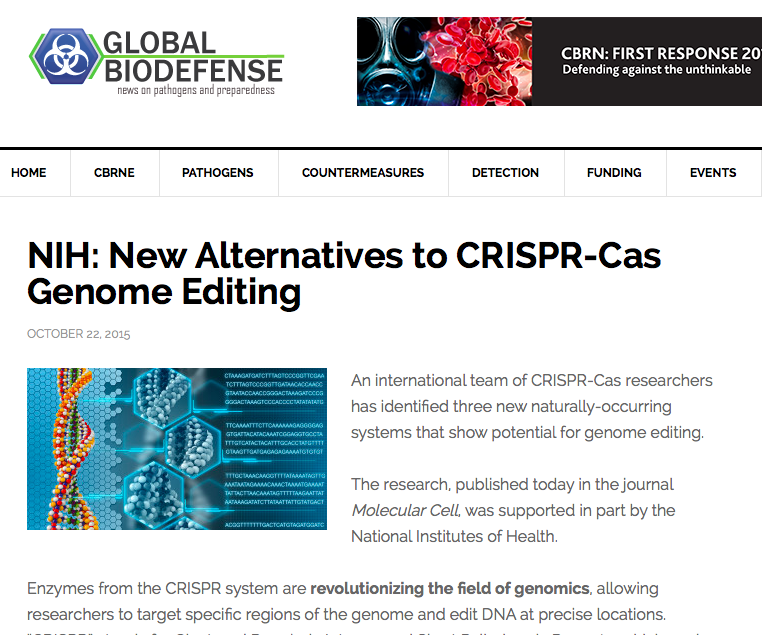 GLOBAL
BIODEFENSE
news on pathogens and preparedness
CBRN: FIRST RESPONSE
Defending against the unthinkable
HOME CBRNE PATHOGENS COUNTERMEASURES DETECTION FUNDING EVENTS
NIH: New Alternatives to CRISPR-Cas
Genome Editing
OCTOBER 22, 2015
An international team of CRISPR-Cas researchers
has identified three new naturally-occurring
systems that show potential for genome editing.
The research, published today in the journal
Molecular Cell, was supported in part by the
National Institutes of Health.
Enzymes from the CRISPR system are revolutionizing the field of genomics, allowing
researchers to target specific regions of the genome and edit DNA at precise locations.